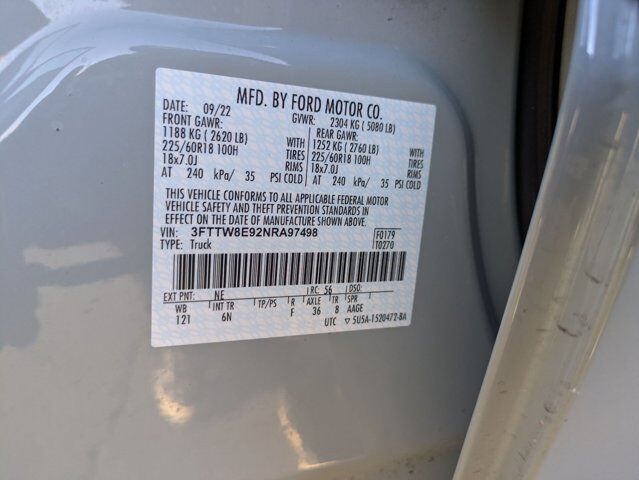 MFD. BY FORD MOTOR CO.
DATE: 09/22 GVWR: 2304 KG ( 5080 LB)
FRONT GAWR: REAR GAWR:
1188 KG ( 2620 LB) WITH 1252 KG ( 2760 LB) WITH
225/60R18 100H TIRES 225/60R18 100H TIRES
18x7.0J RIMS 18x7.0J RIMS
AT 240 kPa/ 35 PSI COLD AT 240 kPa/ 35 PSI COLD
THIS VEHICLE CONFORMS TO ALL APPLICABLE FEDERAL MOTOR
VEHICLE SAFETY AND THEFT PREVENTION STANDARDS IN
EFFECT ON THE DATE OF MANUFACTURE SHOWN ABOVE.
VIN: 3FTTW8E92NRA97498 F0179
TYPE: Truck T0270
EXT PNT: NE RC: 56 DSO:
WB INT TR TP/PS R AXLE TR SPR
121 6N F 36 8 AAGE
UTC ▽ 5U5A-1520472-BA